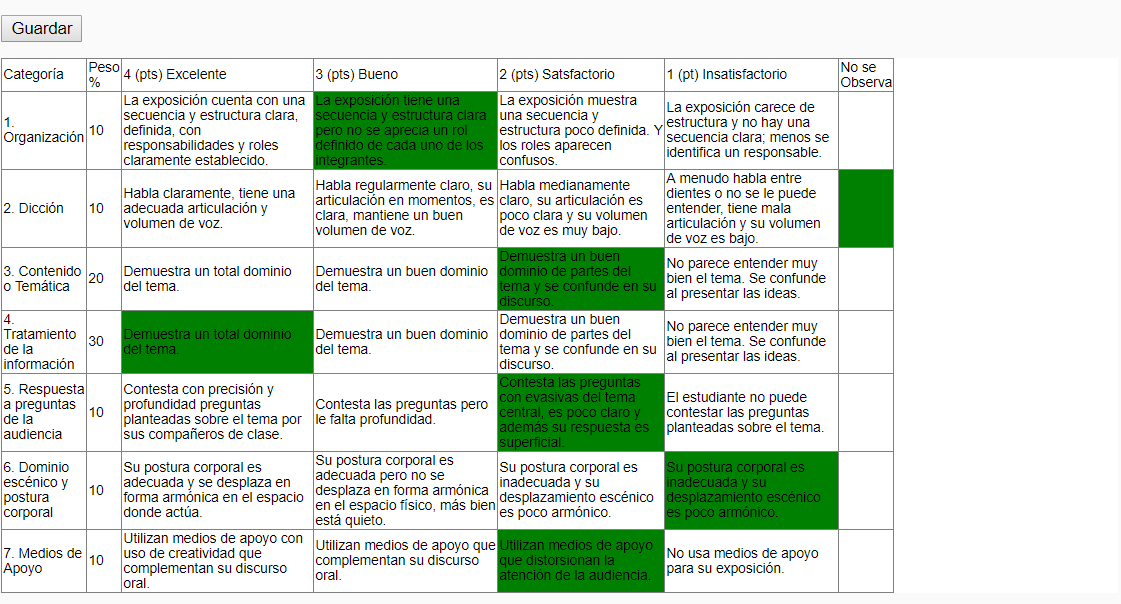 Guardar
Categoría
Peso
%
4 (pts) Excelente
3 (pts) Bueno
2 (pts) Satsfactorio
1 (pt) Insatisfactorio
No se
Observa
1.
Organización
10
La exposición cuenta con una
secuencia y estructura clara,
definida, con
responsabilidades y roles
claramente establecido.
La exposición tiene una
secuencia y estructura clara
pero no se aprecia un rol
definido de cada uno de los
integrantes.
La exposición muestra
una secuencia y
estructura poco definida. Y
los roles aparecen
confusos.
La exposición carece de
estructura y no hay una
secuencia clara; menos se
identifica un responsable.
2. Dicción
10
Habla claramente, tiene una
adecuada articulación y
volumen de voz.
Habla regularmente claro, su
articulación en momentos, es
clara, mantiene un buen
volumen de voz.
Habla medianamente
claro, su articulación es
poco clara y su volumen
de voz es muy bajo.
A menudo habla entre
dientes o no se le puede
entender, tiene mala
articulación y su volumen
de voz es bajo.
3. Contenido
o Temática
20
Demuestra un total dominio
del tema.
Demuestra un buen dominio
del tema.
Demuestra un buen
dominio de partes del
tema y se confunde en su
discurso.
No parece entender muy
bien el tema. Se confunde
al presentar las ideas.
4.
Tratamiento
de la
información
30
Demuestra un total dominio
del tema.
Demuestra un buen dominio
del tema.
Demuestra un buen
dominio de partes del
tema y se confunde en su
discurso.
No parece entender muy
bien el tema. Se confunde
al presentar las ideas.
5. Respuesta
a preguntas
de la
audiencia
10
Contesta con precisión y
profundidad preguntas
planteadas sobre el tema por
sus compañeros de clase.
Contesta las preguntas pero
le falta profundidad.
Contesta las preguntas
con evasivas del tema
central, es poco claro y
además su respuesta es
superficial.
El estudiante no puede
contestar las preguntas
planteadas sobre el tema.
6. Dominio
escénico y
postura
corporal
10
Su postura corporal es
adecuada y se desplaza en
forma armónica en el espacio
donde actúa.
Su postura corporal es
adecuada pero no se
desplaza en forma armónica
en el espacio físico, más bien
está quieto.
Su postura corporal es
inadecuada y su
desplazamiento escénico
es poco armónico.
Su postura corporal es
inadecuada y su
desplazamiento escénico
es poco armónico.
7. Medios de
Apoyo
10
Utilizan medios de apoyo con
uso de creatividad que
complementan su discurso
oral.
Utilizan medios de apoyo que
complementan su discurso
oral.
Utilizan medios de apoyo
que distorsionan la
atención de la audiencia.
No usa medios de apoyo
para su exposición.